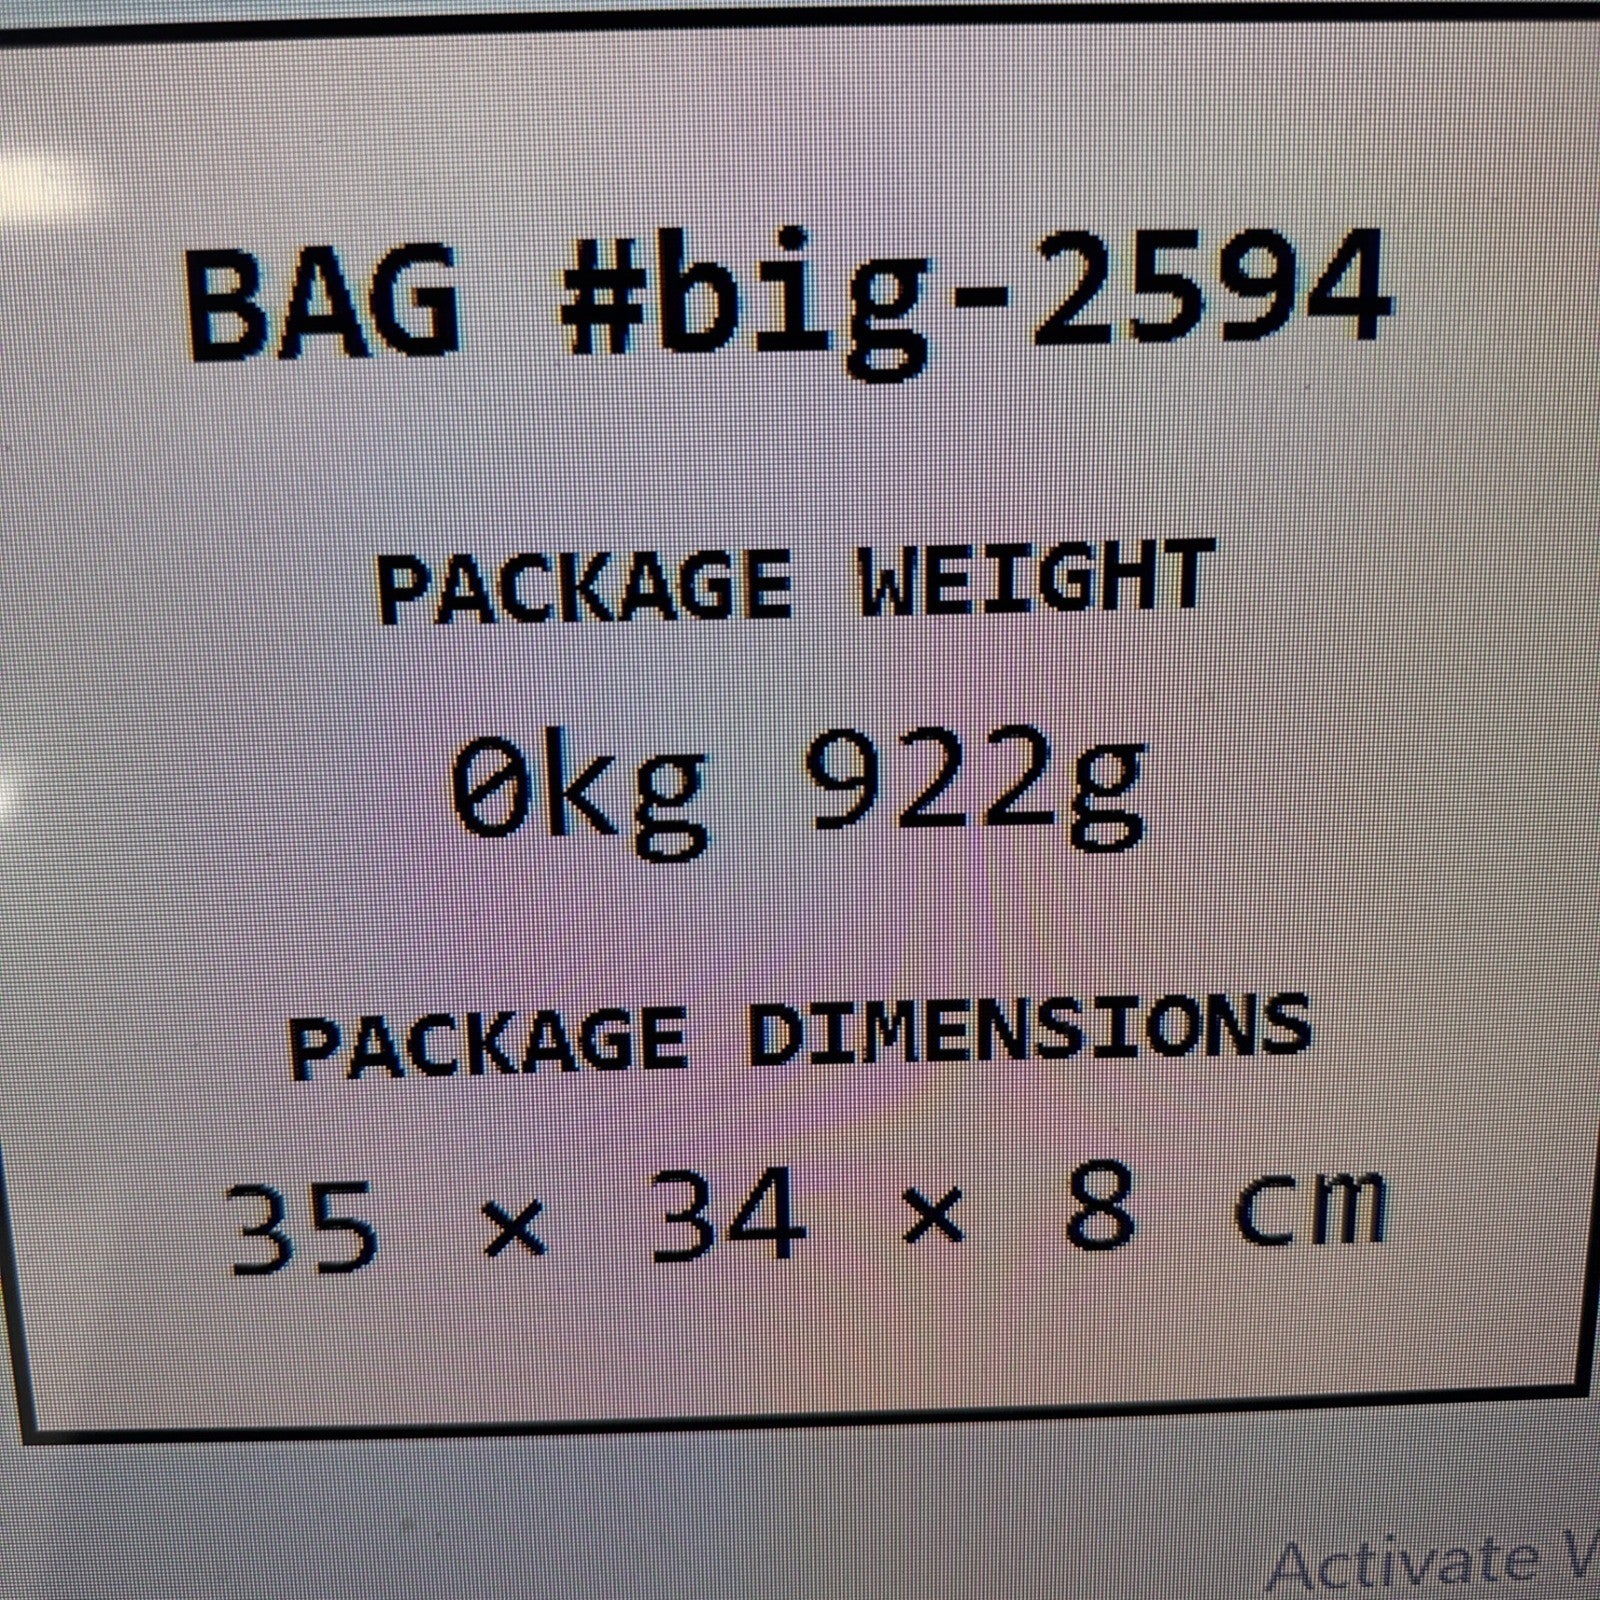 BAG #big-2594
PACKAGE WEIGHT
0kg 922g
PACKAGE DIMENSIONS
35 × 34 × 8 cm
Activate